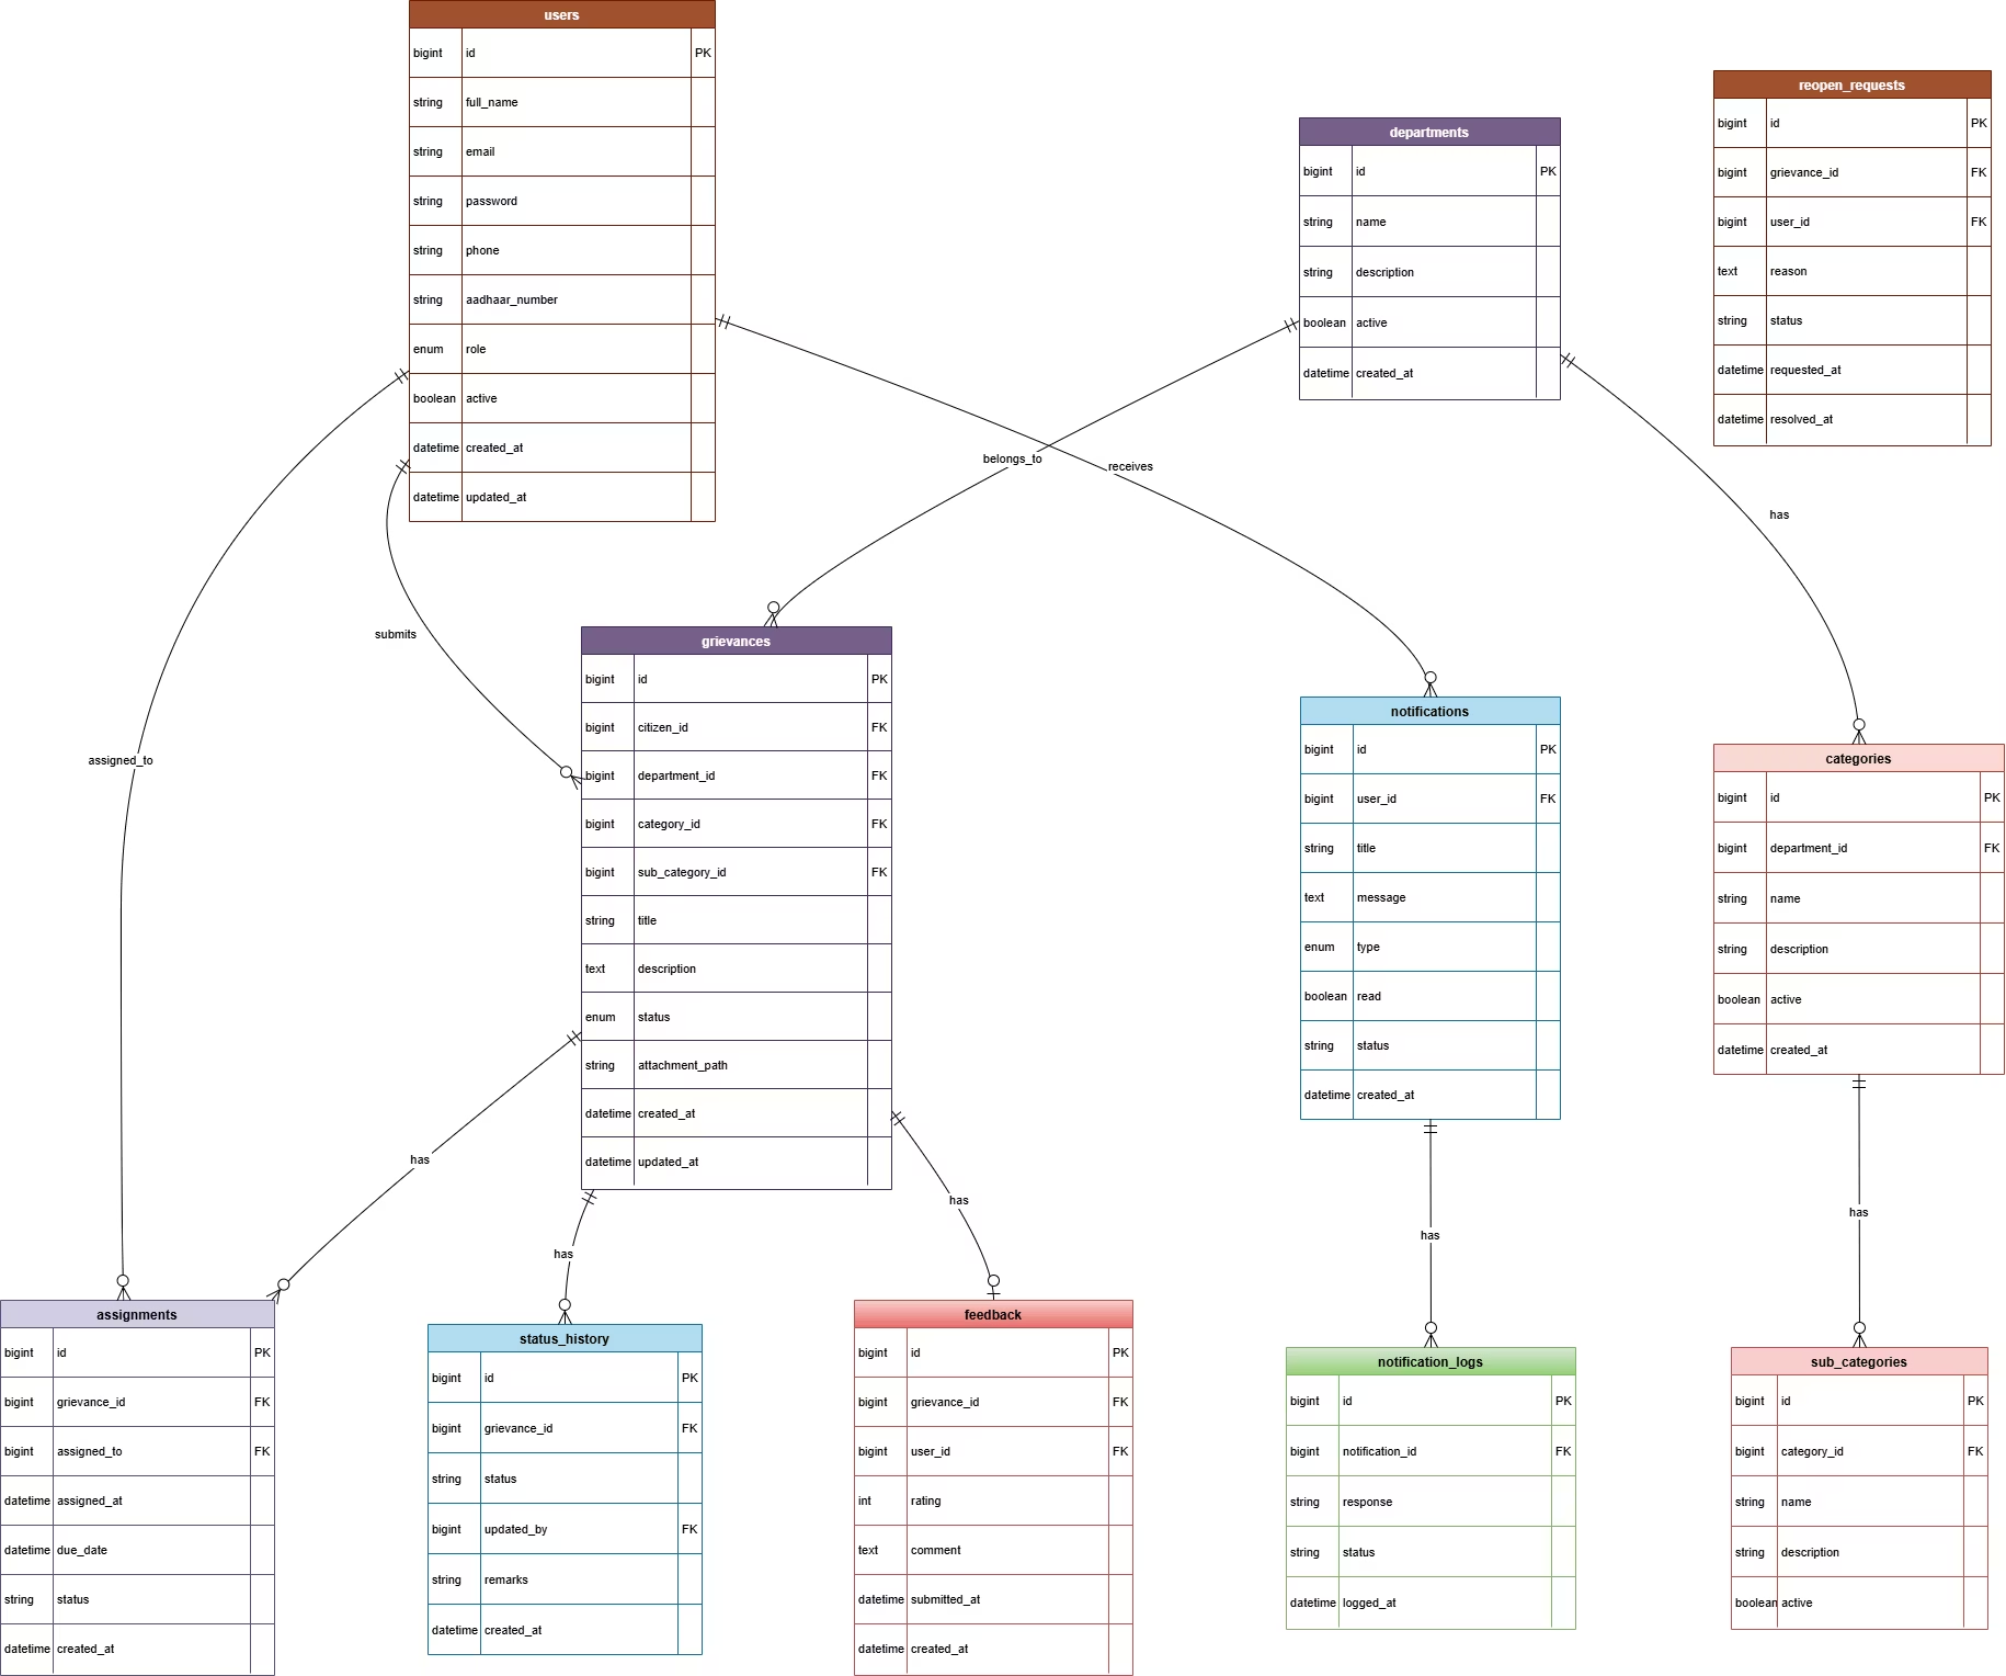 users
bigint id PK
string full_name
string email
string password
string phone
string aadhaar_number
enum role
boolean active
datetime created_at
datetime updated_at
reopen_requests
bigint id PK
bigint grievance_id FK
bigint user_id FK
text reason
string status
datetime requested_at
datetime resolved_at
departments
bigint id PK
string name
string description
boolean active
datetime created_at
belongs_to
receives
has
submits
assigned_to
grievances
bigint id PK
bigint citizen_id FK
bigint department_id FK
bigint category_id FK
bigint sub_category_id FK
string title
text description
enum status
string attachment_path
datetime created_at
datetime updated_at
notifications
bigint id PK
bigint user_id FK
string title
text message
enum type
boolean read
string status
datetime created_at
categories
bigint id PK
bigint department_id FK
string name
string description
boolean active
datetime created_at
has
has
has
has
has
assignments
bigint id PK
bigint grievance_id FK
bigint assigned_to FK
datetime assigned_at
datetime due_date
string status
datetime created_at
status_history
bigint id PK
bigint grievance_id FK
string status
bigint updated_by FK
string remarks
datetime created_at
feedback
bigint id PK
bigint grievance_id FK
bigint user_id FK
int rating
text comment
datetime submitted_at
datetime created_at
notification_logs
bigint id PK
bigint notification_id FK
string response
string status
datetime logged_at
sub_categories
bigint id PK
bigint category_id FK
string name
string description
boolean active